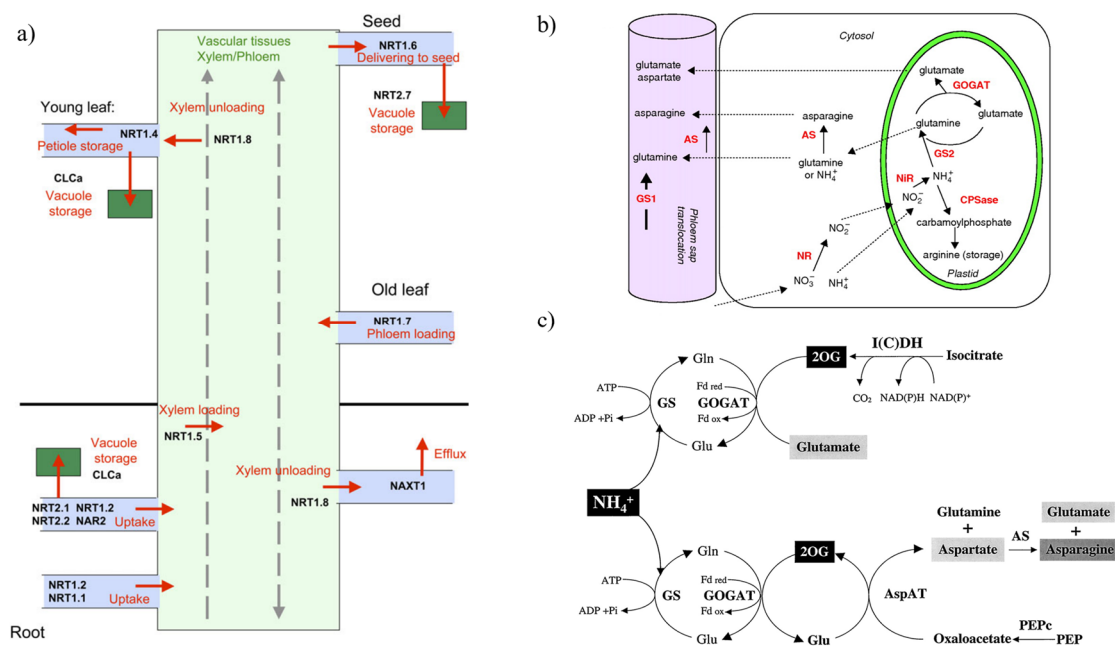 a)
Seed
Vascular tissues
Xylem/Phloem
NRT1.6
Delivering to seed
NRT2.7
Vacuole
storage
Young leaf:
Xylem unloading
NRT1.4
Petiole storage
NRT1.8
CLCa
Vacuole
storage
Old leaf
NRT1.7
Phloem loading
Xylem loading
NRT1.5
Vacuole
storage
CLCa
Efflux
Xylem unloading
NRT1.8
NAXT1
NRT2.1 NRT1.2
NRT2.2 NAR2
Uptake
NRT1.2
NRT1.1
Uptake
Root
b)
Cytosol
glutamate
aspartate
asparagine
AS
glutamine
GS1
Phloem sap
translocation
asparagine
AS
glutamine
or NH₄⁺
NO₂⁻
NR
NO₃⁻
NH₄⁺
glutamate
GOGAT
glutamate
glutamine
GS2
NiR
NH₄⁺
NO₂⁻
CPSase
carbamoylphosphate
arginine (storage)
Plastid
c)
Gln
2OG
I(C)DH
Isocitrate
ATP
Fd red
GS
GOGAT
CO₂
NAD(P)H
NAD(P)⁺
ADP +Pi
Fd ox
Glu
Glutamate
NH₄⁺
Gln
2OG
Glutamine
+
Aspartate
AS
Glutamate
+
Asparagine
ATP
Fd red
GS
GOGAT
AspAT
ADP +Pi
Fd ox
Glu
Glu
Oxaloacetate
PEPc
PEP